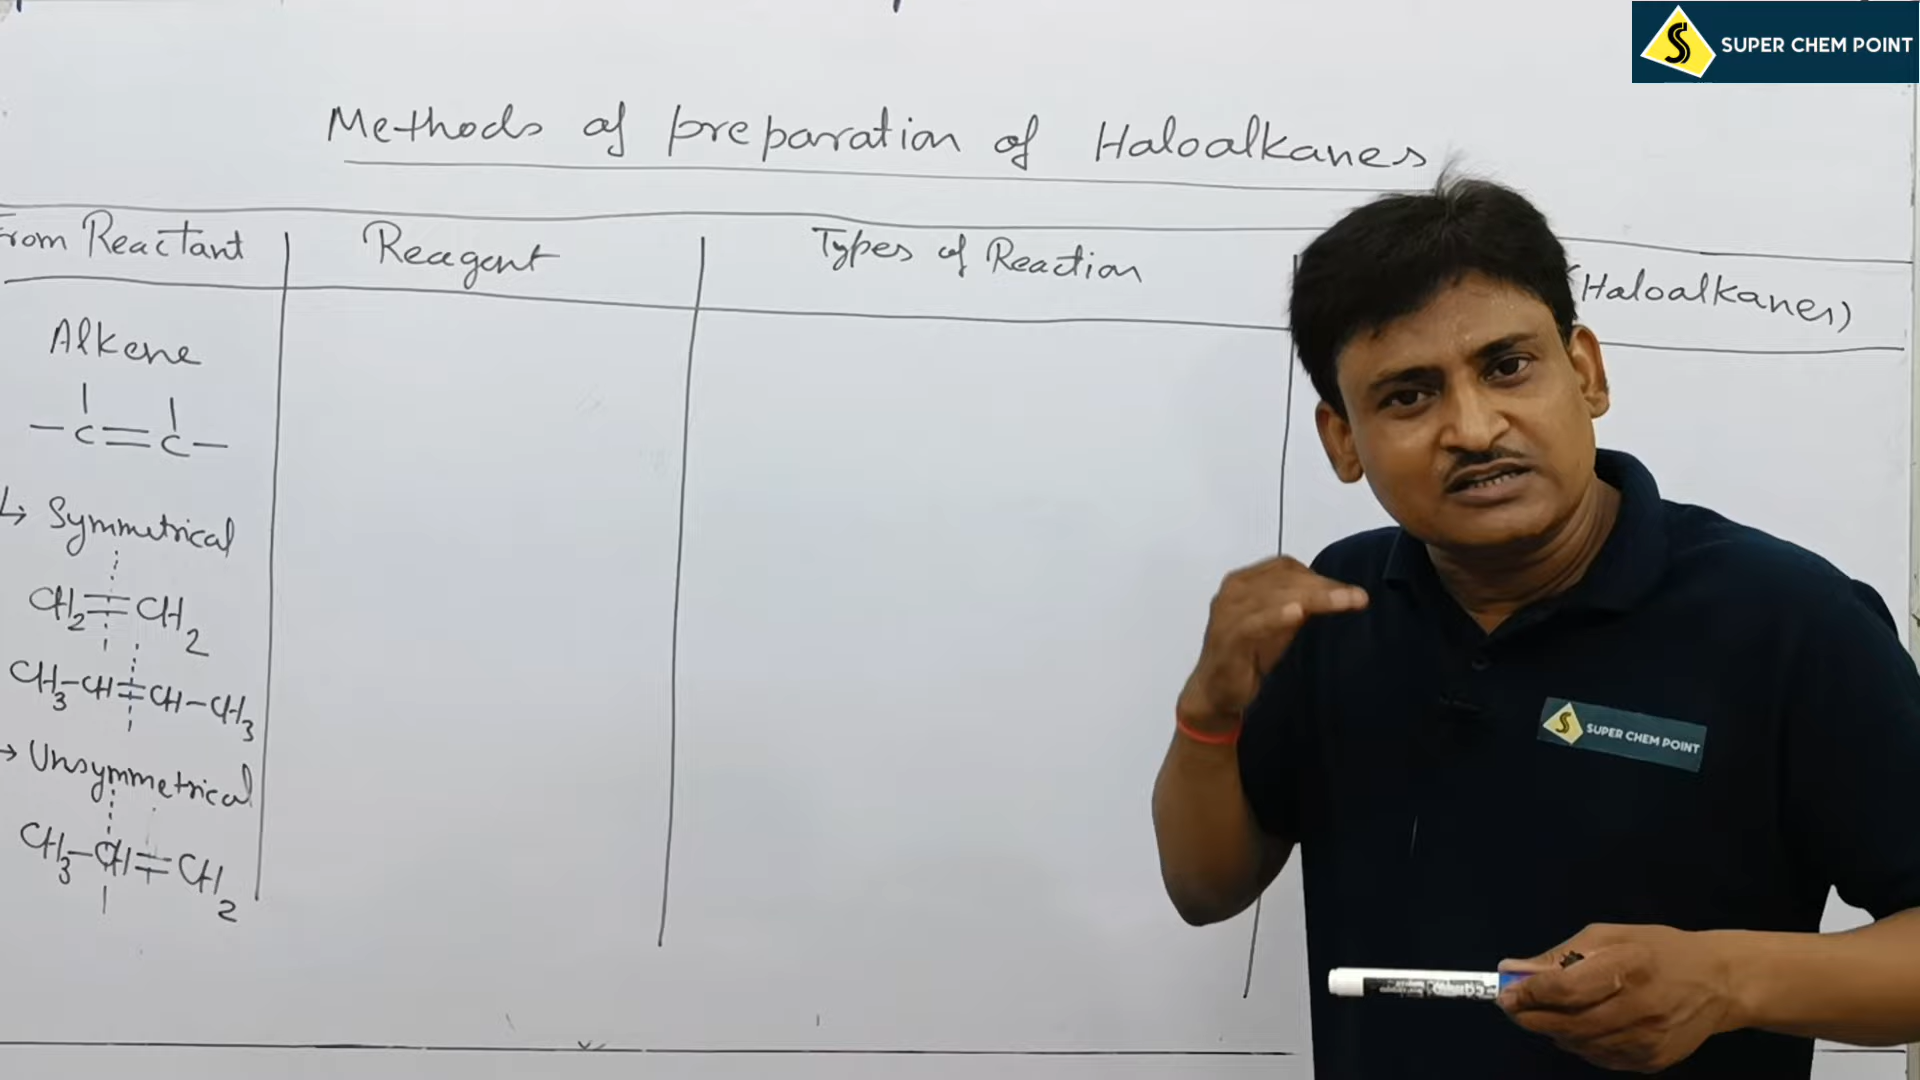 SUPER CHEM POINT
Methods of preparation of Haloalkanes
From Reactant
Reagent
Types of Reaction
(Haloalkanes)
Alkene
-C=C-
↳ Symmetrical
CH2=CH2
CH3-CH=CH-CH3
→ Unsymmetrical
CH3-CH=CH2
SUPER CHEM POINT